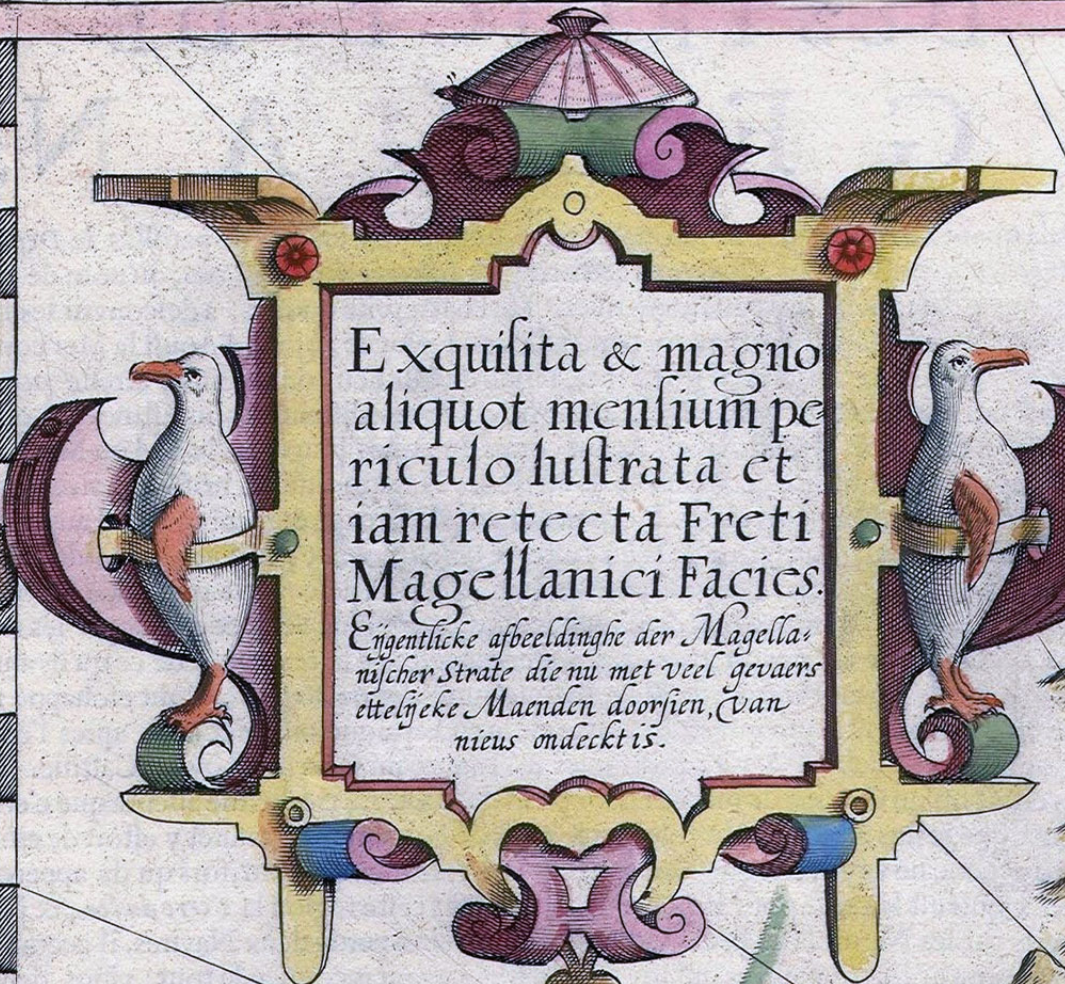 Exquiſita & magno
aliquot menſium pe
riculo luſtrata et
iam retecta Freti
Magellanici Facies.
Eijgentlicke afbeeldinghe der Magella⸗
niſcher Strate die nu met veel gevaers
ettelijcke Maenden doorſien, van
nieus ondeckt is.